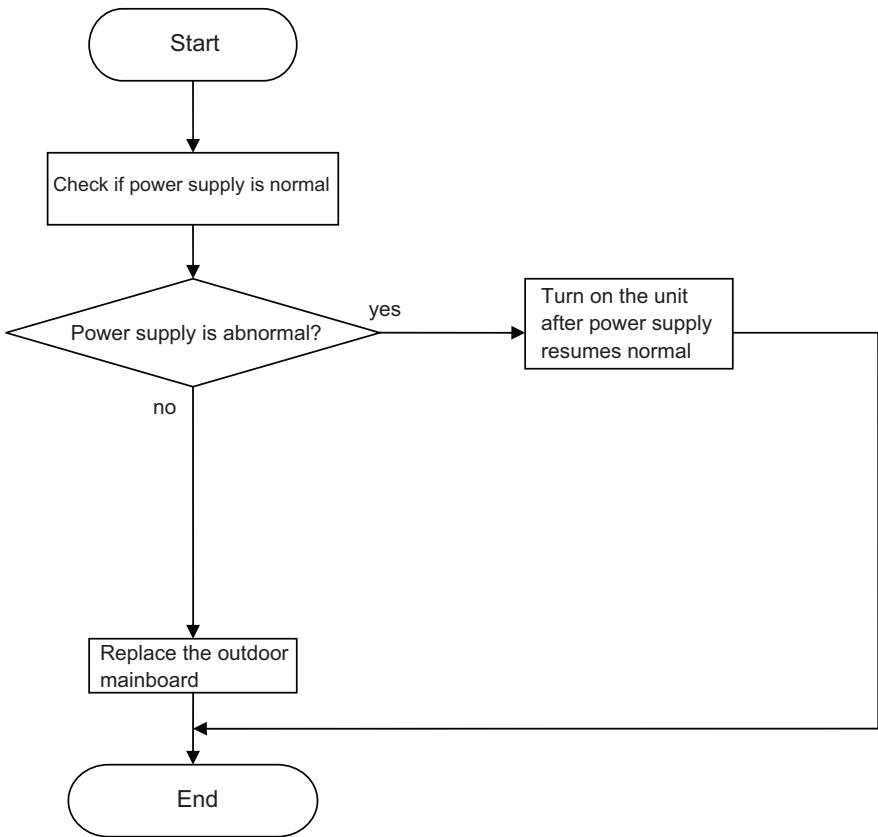 Start
Check if power supply is normal
Power supply is abnormal?
yes
Turn on the unit
after power supply
resumes normal
no
Replace the outdoor
mainboard
End